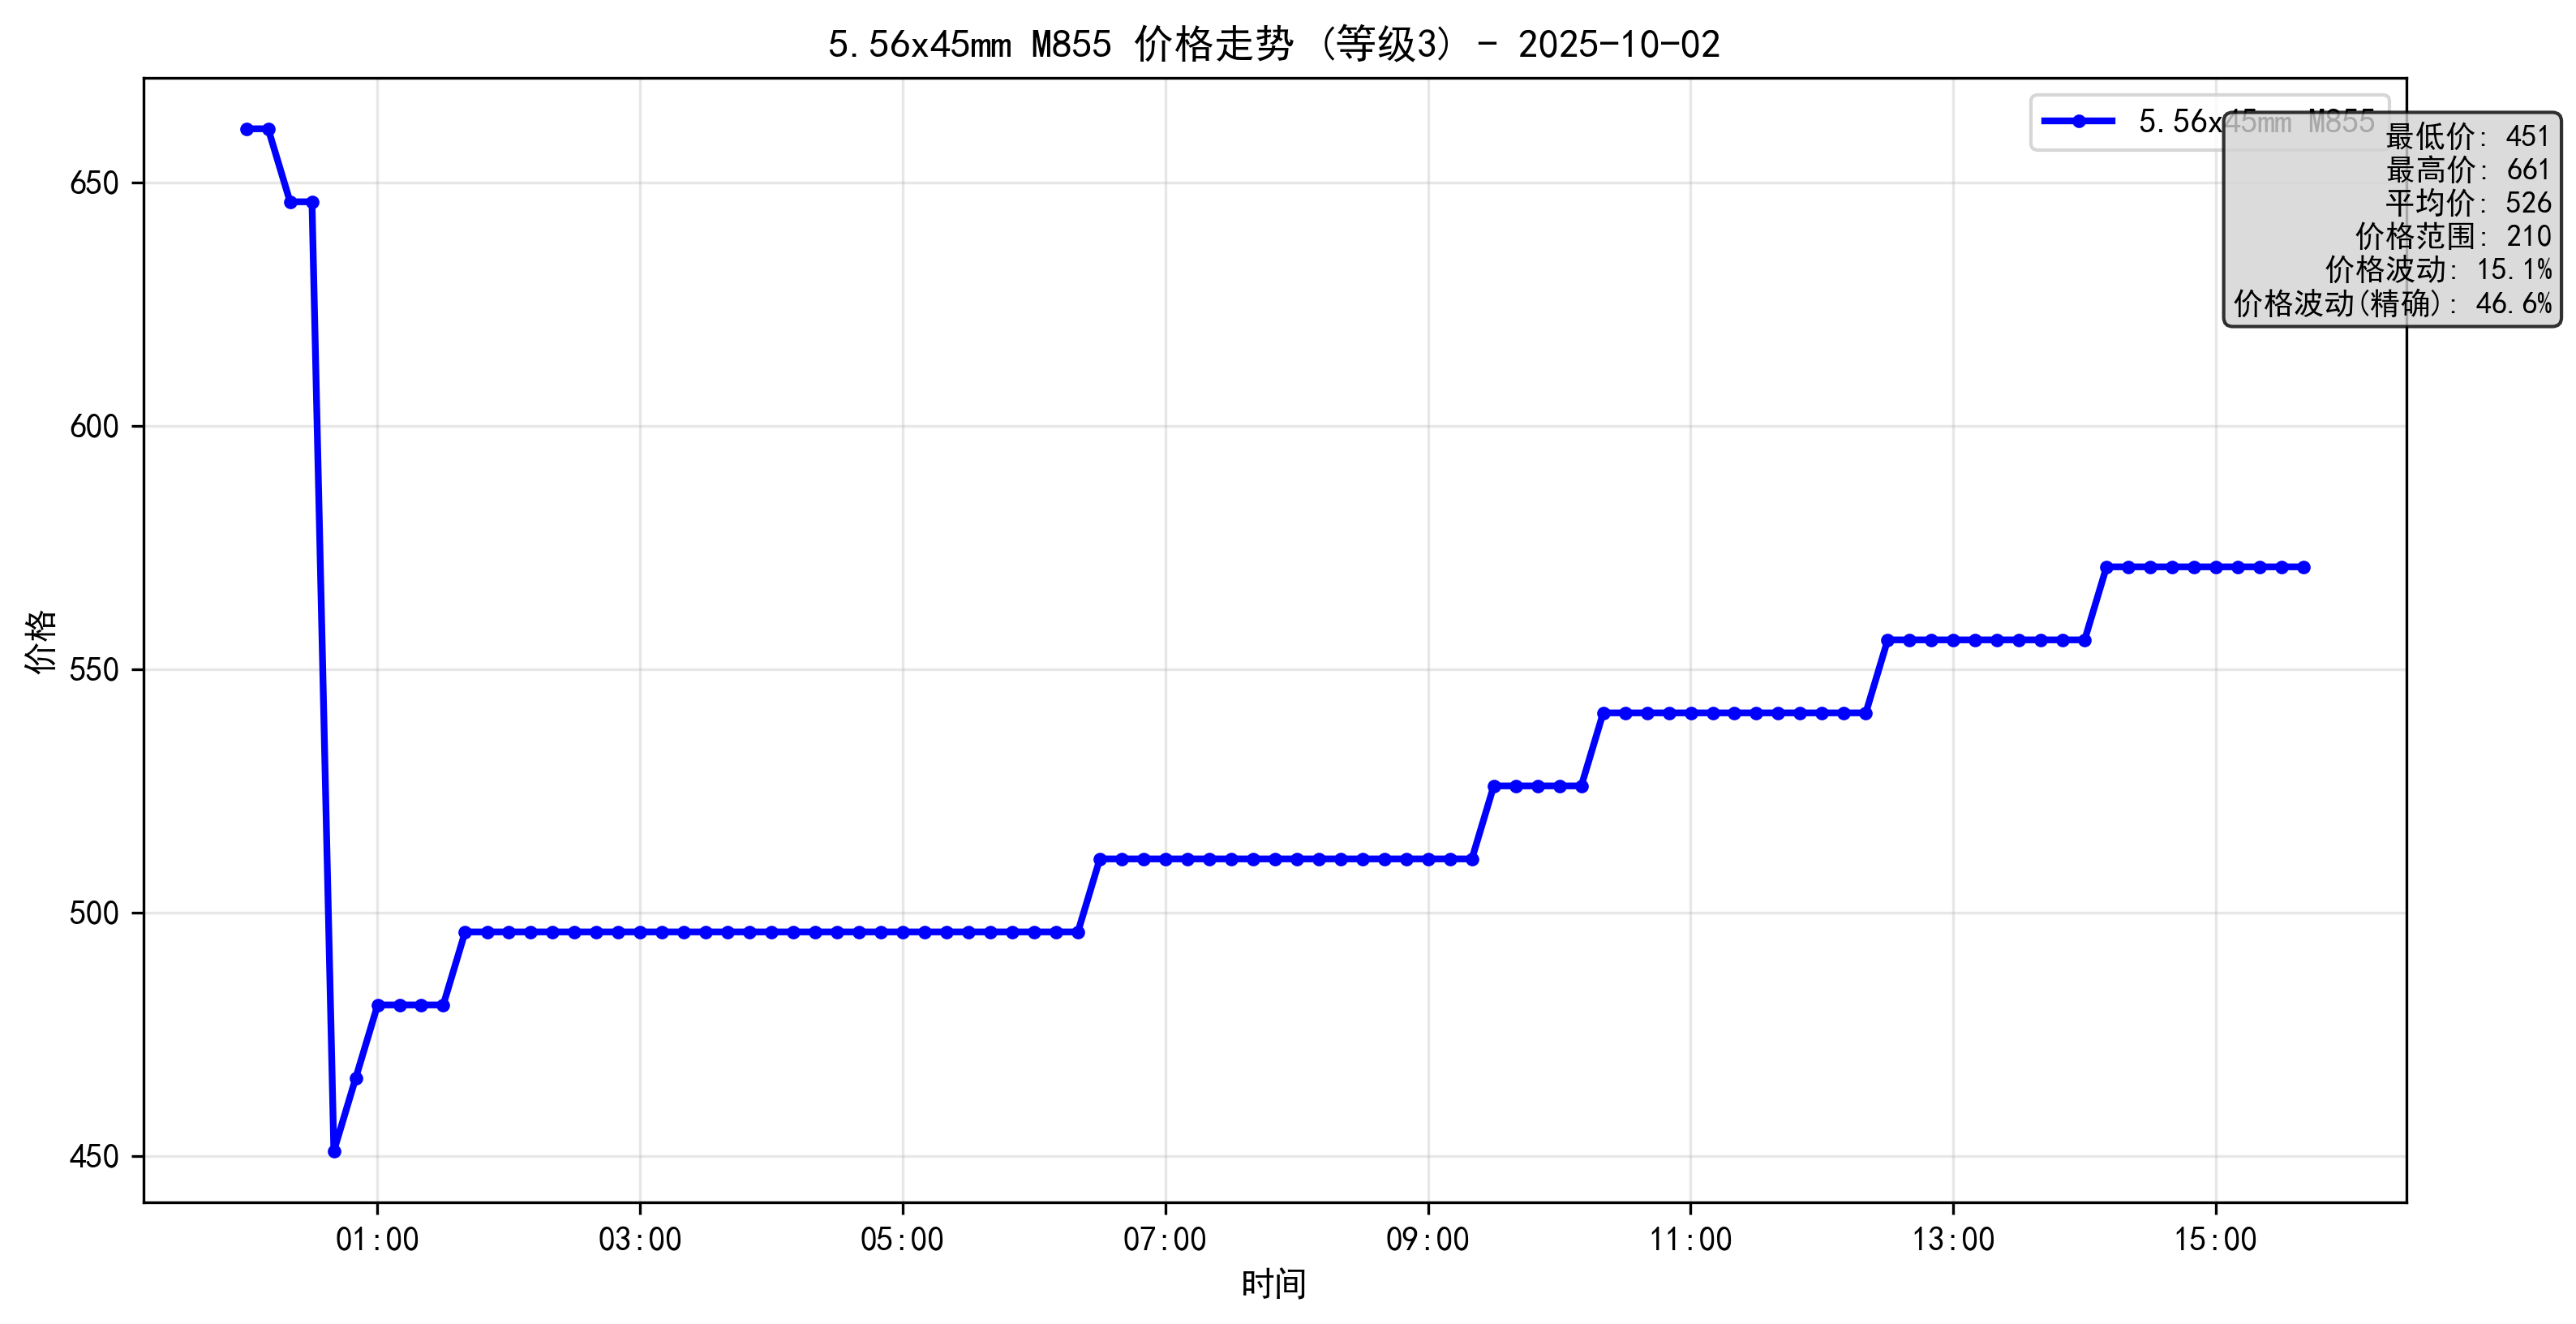 5.56x45mm M855 价格走势 (等级3) - 2025-10-02
5.56x45mm M855
最低价: 451
最高价: 661
平均价: 526
价格范围: 210
价格波动: 15.1%
价格波动(精确): 46.6%
价格
650
600
550
500
450
01:00 03:00 05:00 07:00 09:00 11:00 13:00 15:00
时间